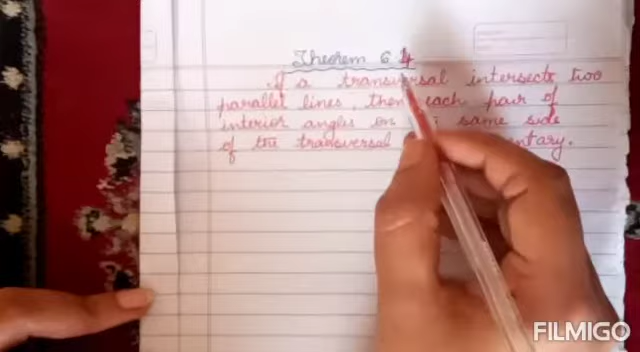 Theorem 6.4
If a transversal intersects two
parallel lines, then each pair of
interior angles on same side
of the transversal
FILMIGO